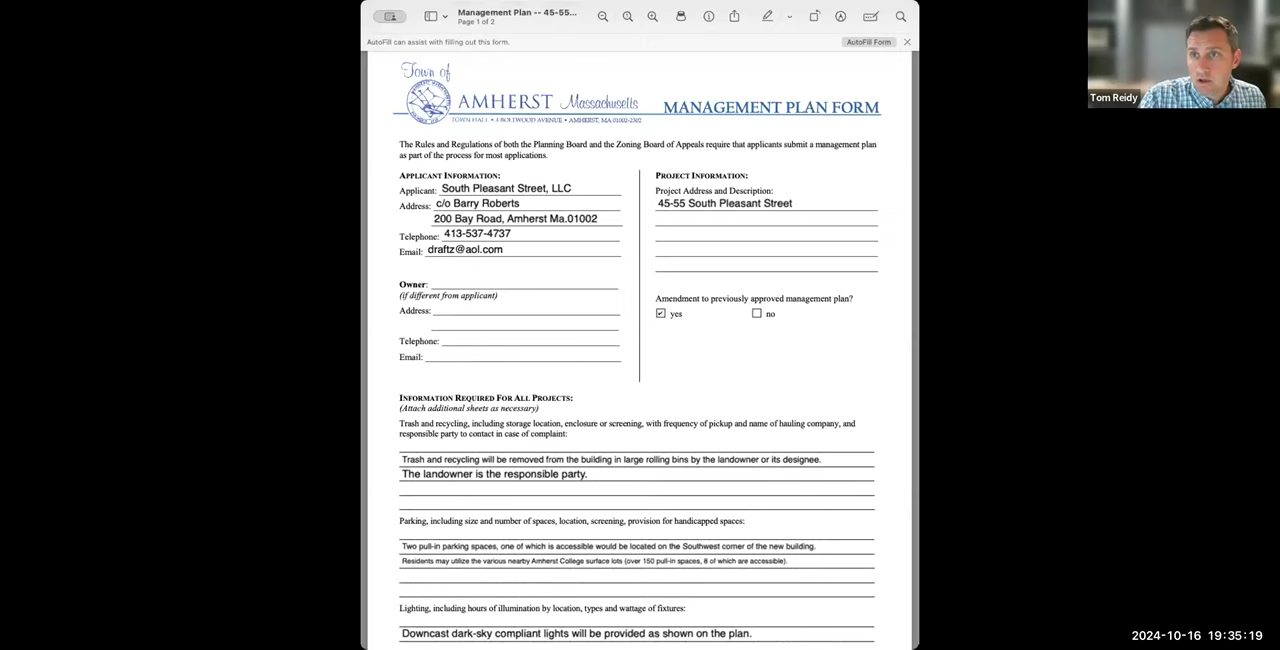 Management Plan -- 45-55...
Page 1 of 2
AutoFill can assist with filling out this form.
AutoFill Form
Tom Reidy
Town of
AMHERST Massachusetts
MANAGEMENT PLAN FORM
TOWN HALL • 4 BOLTWOOD AVENUE • AMHERST, MA 01002-2302
The Rules and Regulations of both the Planning Board and the Zoning Board of Appeals require that applicants submit a management plan
as part of the process for most applications.
APPLICANT INFORMATION:
Applicant: South Pleasant Street, LLC
Address: c/o Barry Roberts
200 Bay Road, Amherst Ma.01002
Telephone: 413-537-4737
Email: draftz@aol.com
Owner:
(if different from applicant)
Address:
Telephone:
Email:
PROJECT INFORMATION:
Project Address and Description:
45-55 South Pleasant Street
Amendment to previously approved management plan?
yes no
INFORMATION REQUIRED FOR ALL PROJECTS:
(Attach additional sheets as necessary)
Trash and recycling, including storage location, enclosure or screening, with frequency of pickup and name of hauling company, and
responsible party to contact in case of complaint:
Trash and recycling will be removed from the building in large rolling bins by the landowner or its designee.
The landowner is the responsible party.
Parking, including size and number of spaces, location, screening, provision for handicapped spaces:
Two pull-in parking spaces, one of which is accessible would be located on the Southwest corner of the new building.
Residents may utilize the various nearby Amherst College surface lots (over 150 pull-in spaces, 8 of which are accessible).
Lighting, including hours of illumination by location, types and wattage of fixtures:
Downcast dark-sky compliant lights will be provided as shown on the plan.
2024-10-16 19:35:19